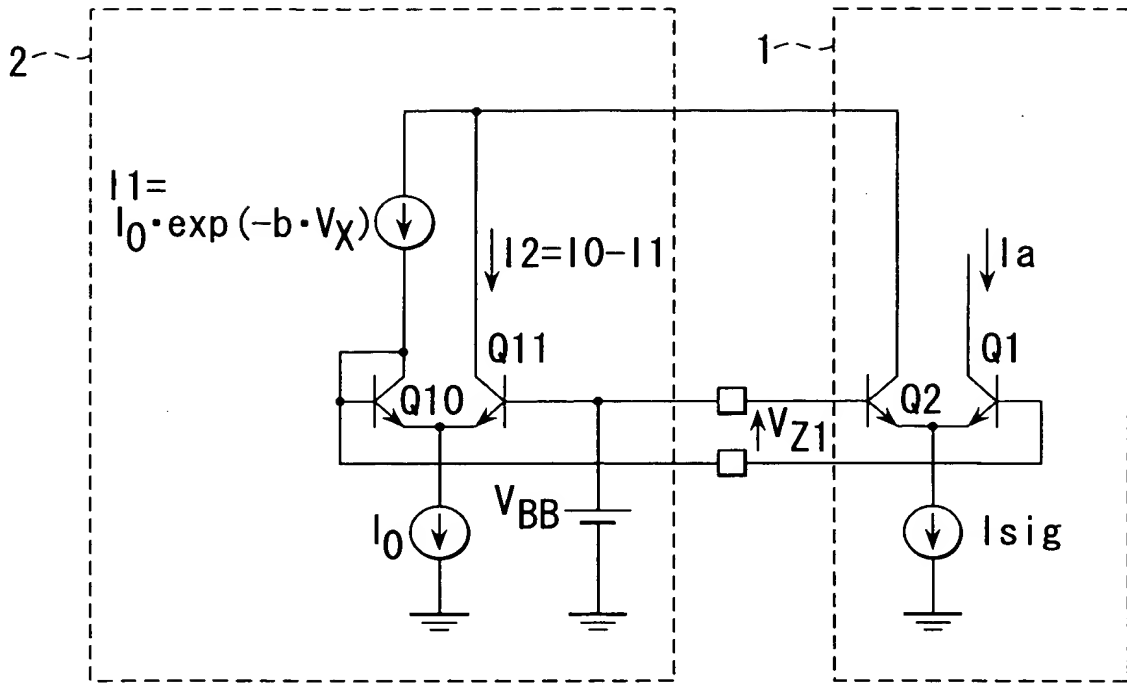 2
1
I1=
I0·exp(-b·VX)
I2=I0-I1
Ia
Q11
Q1
Q10
Q2
VZ1
VBB
I0
Isig